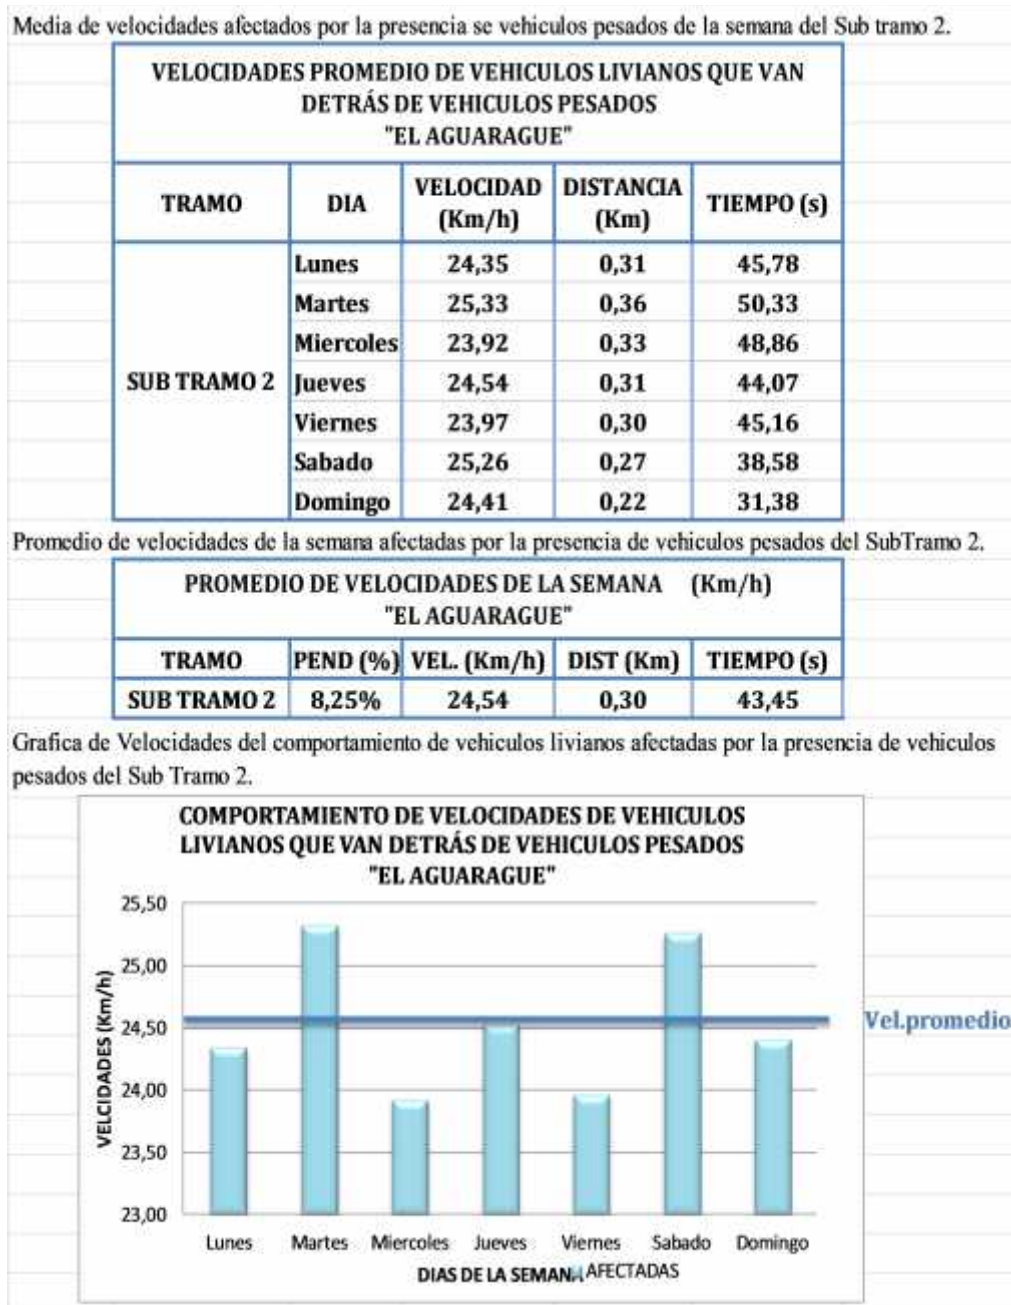 Media de velocidades afectados por la presencia se vehiculos pesados de la semana del Sub tramo 2.
VELOCIDADES PROMEDIO DE VEHICULOS LIVIANOS QUE VAN
DETRÁS DE VEHICULOS PESADOS
"EL AGUARAGUE"
TRAMO DIA VELOCIDAD (Km/h) DISTANCIA (Km) TIEMPO (s)
Lunes 24,35 0,31 45,78
Martes 25,33 0,36 50,33
Miercoles 23,92 0,33 48,86
SUB TRAMO 2 Jueves 24,54 0,31 44,07
Viernes 23,97 0,30 45,16
Sabado 25,26 0,27 38,58
Domingo 24,41 0,22 31,38
Promedio de velocidades de la semana afectadas por la presencia de vehiculos pesados del SubTramo 2.
PROMEDIO DE VELOCIDADES DE LA SEMANA (Km/h)
"EL AGUARAGUE"
TRAMO PEND (%) VEL. (Km/h) DIST (Km) TIEMPO (s)
SUB TRAMO 2 8,25% 24,54 0,30 43,45
Grafica de Velocidades del comportamiento de vehiculos livianos afectadas por la presencia de vehiculos
pesados del Sub Tramo 2.
COMPORTAMIENTO DE VELOCIDADES DE VEHICULOS
LIVIANOS QUE VAN DETRÁS DE VEHICULOS PESADOS
"EL AGUARAGUE"
VELCIDADES (Km/h)
25,50
25,00
24,50
24,00
23,50
23,00
Vel.promedio
Lunes Martes Miercoles Jueves Viernes Sabado Domingo
DIAS DE LA SEMANA AFECTADAS